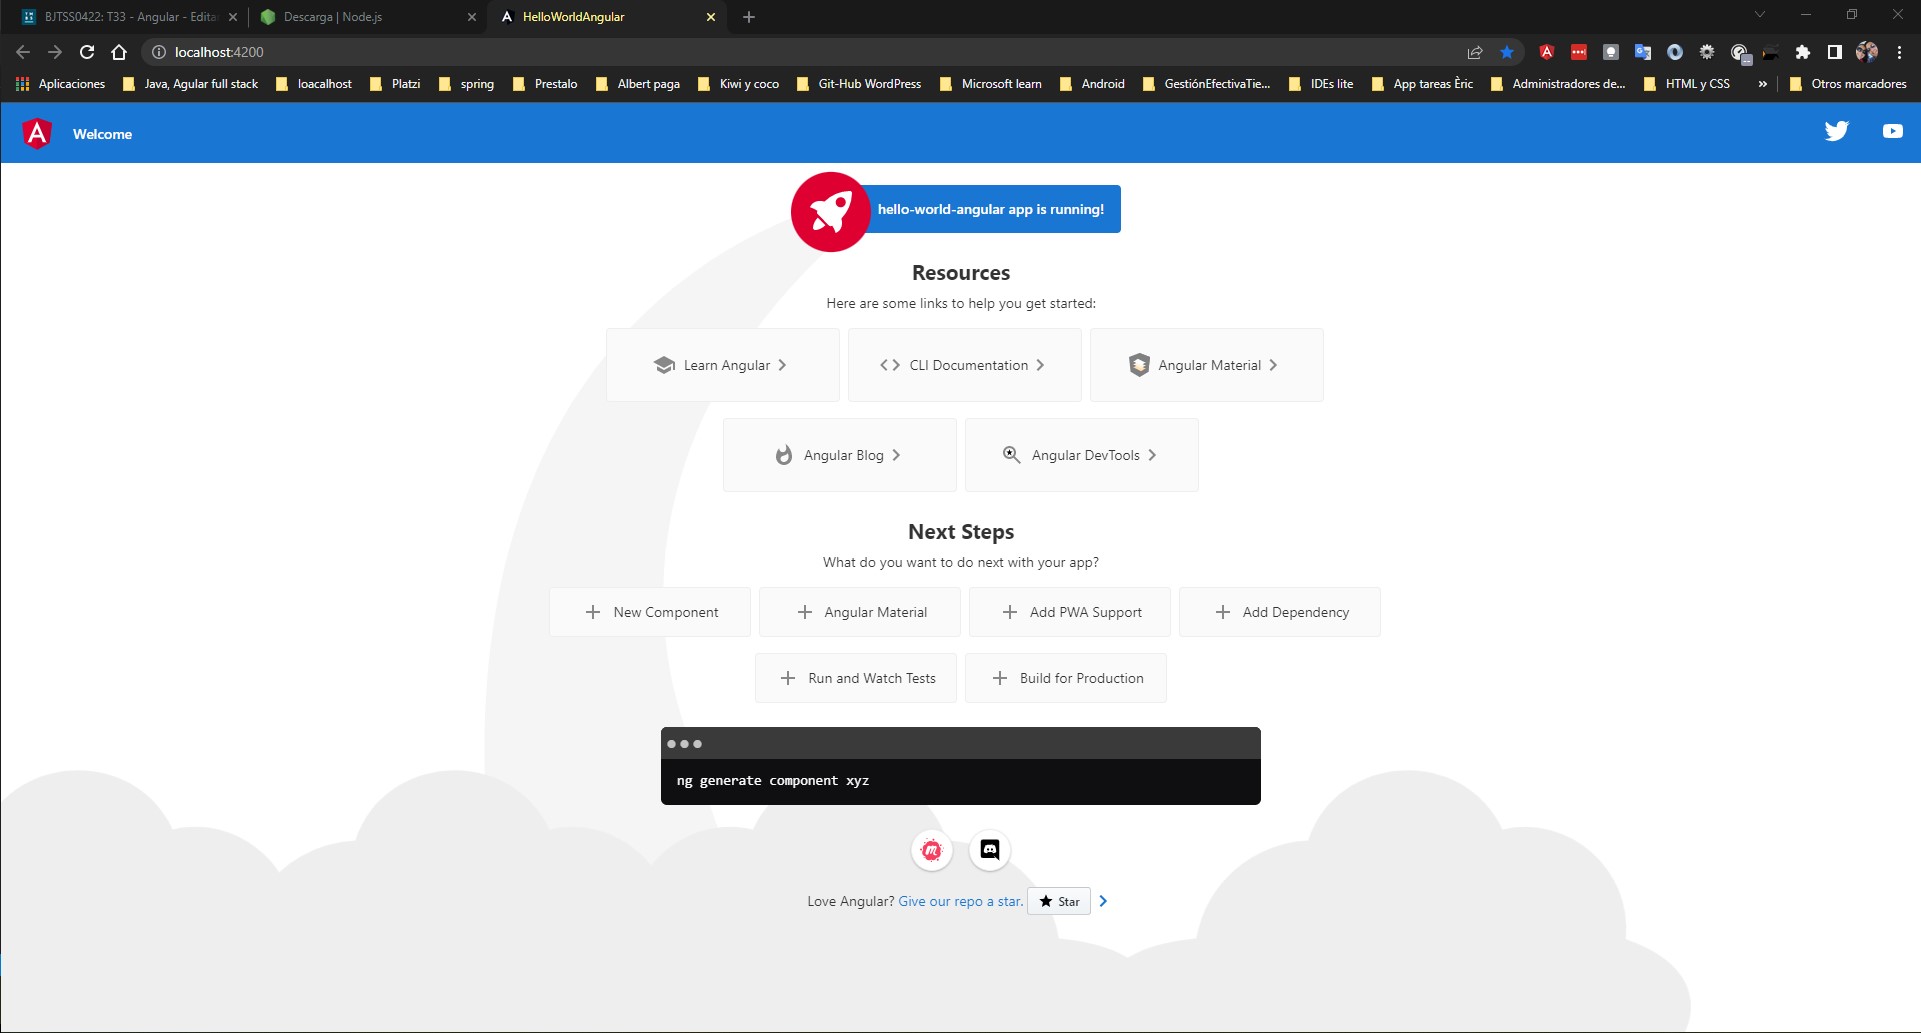 BJTSS0422: T33 - Angular - Edita
Descarga | Node.js
HelloWorldAngular
localhost:4200
Aplicaciones
Java, Agular full stack
loacalhost
Platzi
spring
Prestalo
Albert paga
Kiwi y coco
Git-Hub WordPress
Microsoft learn
Android
GestiónEfectivaTie...
IDEs lite
App tareas Èric
Administradores de...
HTML y CSS
»
Otros marcadores
Welcome
hello-world-angular app is running!
Resources
Here are some links to help you get started:
Learn Angular
CLI Documentation
Angular Material
Angular Blog
Angular DevTools
Next Steps
What do you want to do next with your app?
New Component
Angular Material
Add PWA Support
Add Dependency
Run and Watch Tests
Build for Production
ng generate component xyz
Love Angular? Give our repo a star. Star